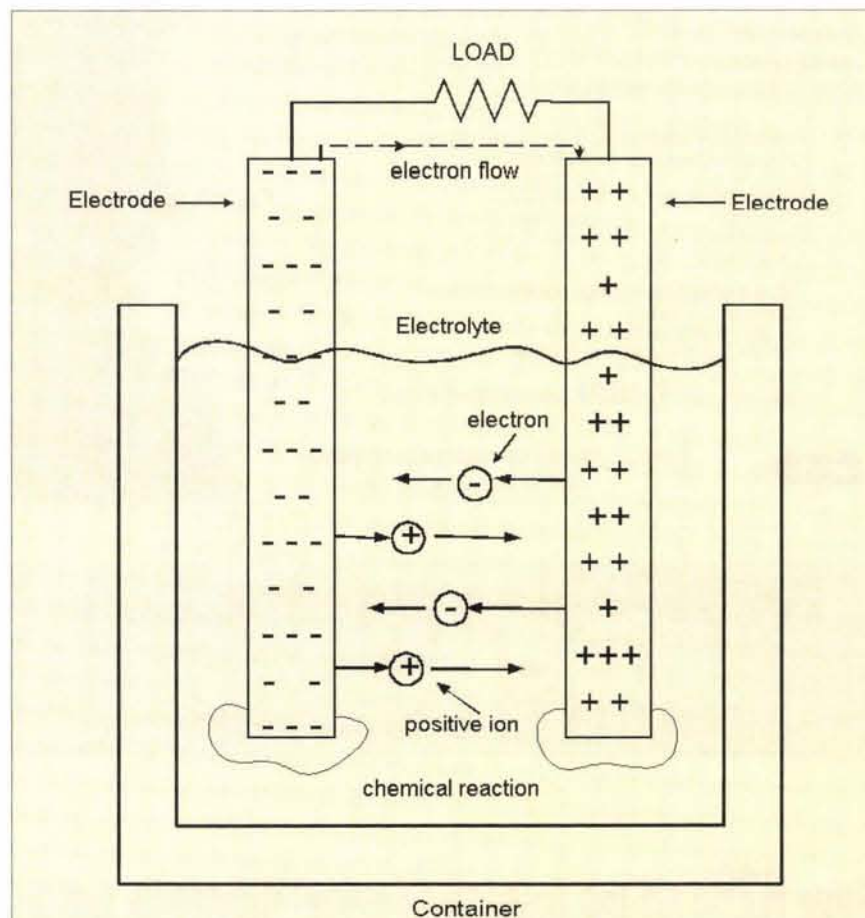 LOAD
electron flow
Electrode
Electrode
Electrolyte
electron
positive ion
chemical reaction
Container